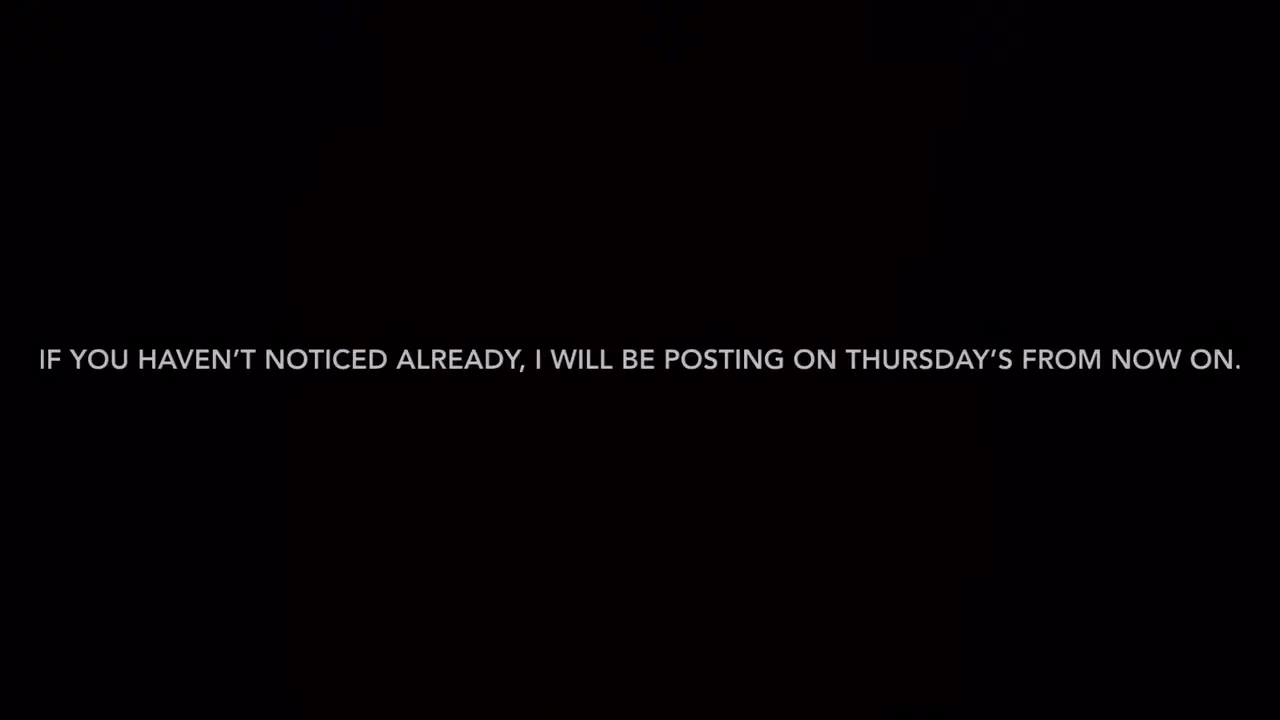 IF YOU HAVEN’T NOTICED ALREADY, I WILL BE POSTING ON THURSDAY’S FROM NOW ON.